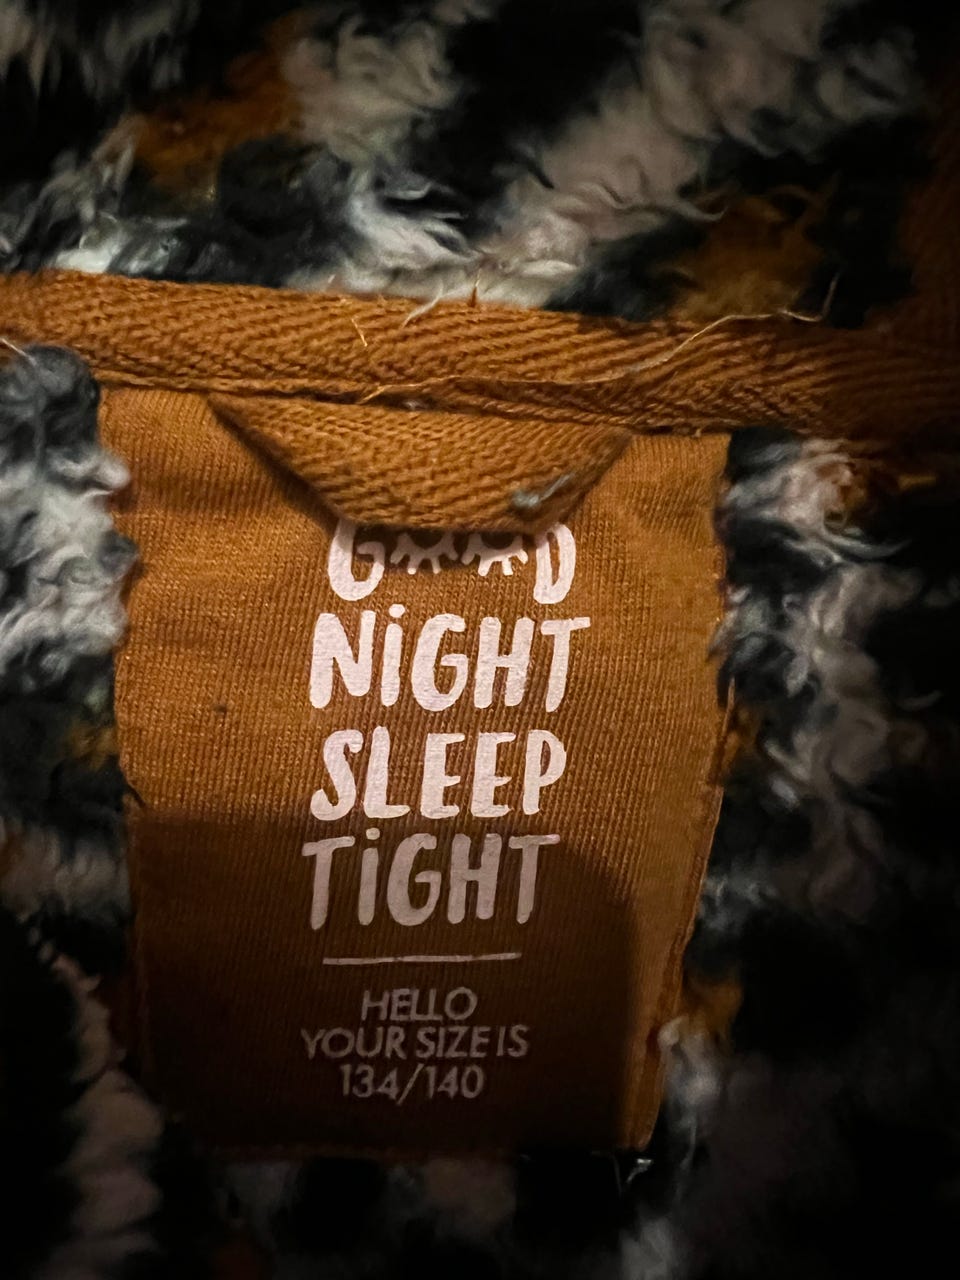 GOOD
NiGHT
SLEEP
TiGHT
HELLO
YOUR SIZE IS
134/140